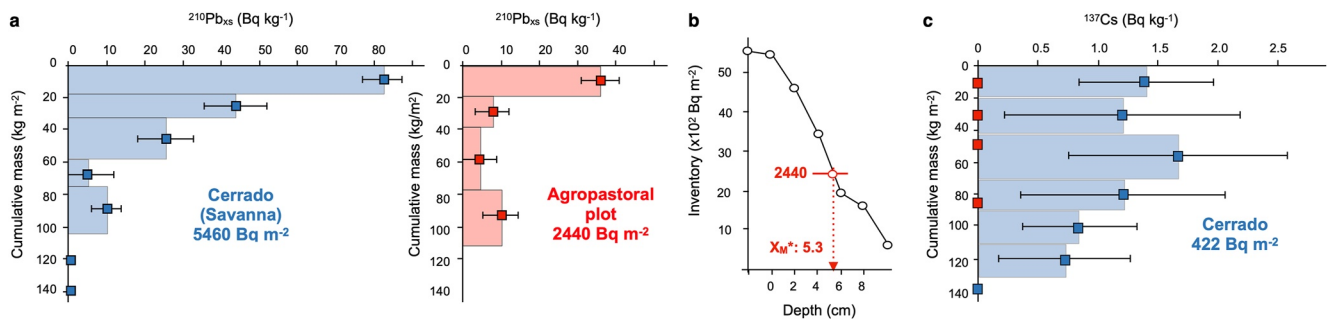 a
²¹⁰Pbxs (Bq kg⁻¹)
0 10 20 30 40 50 60 70 80
Cumulative mass (kg m⁻²)
0
20
40
60
80
100
120
140
Cerrado
(Savanna)
5460 Bq m⁻²
²¹⁰Pbxs (Bq kg⁻¹)
0 10 20 30 40
Cumulative mass (kg/m²)
0
20
40
60
80
100
120
140
Agropastoral
plot
2440 Bq m⁻²
b
Inventory (x10² Bq m⁻²)
50
40
30
20
10
2440
XM*: 5.3
0 2 4 6 8
Depth (cm)
c
¹³⁷Cs (Bq kg⁻¹)
0 0.5 1.0 1.5 2.0 2.5
Cumulative mass (kg m⁻²)
0
20
40
60
80
100
120
140
Cerrado
422 Bq m⁻²